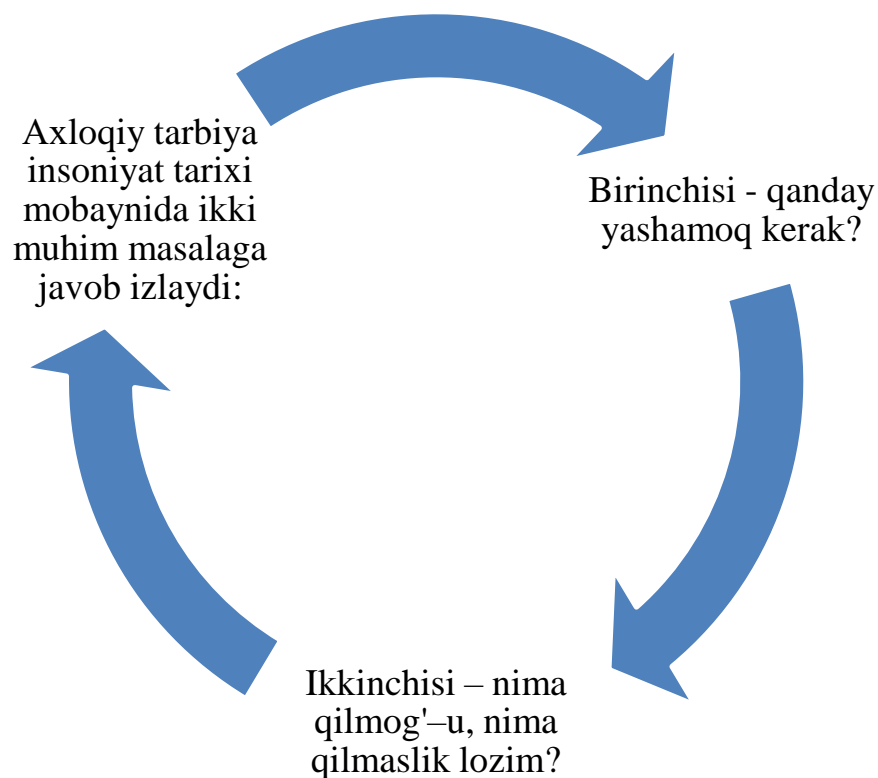 Axloqiy tarbiya
insoniyat tarixi
mobaynida ikki
muhim masalaga
javob izlaydi:
Birinchisi - qanday
yashamoq kerak?
Ikkinchisi – nima
qilmog'–u, nima
qilmaslik lozim?